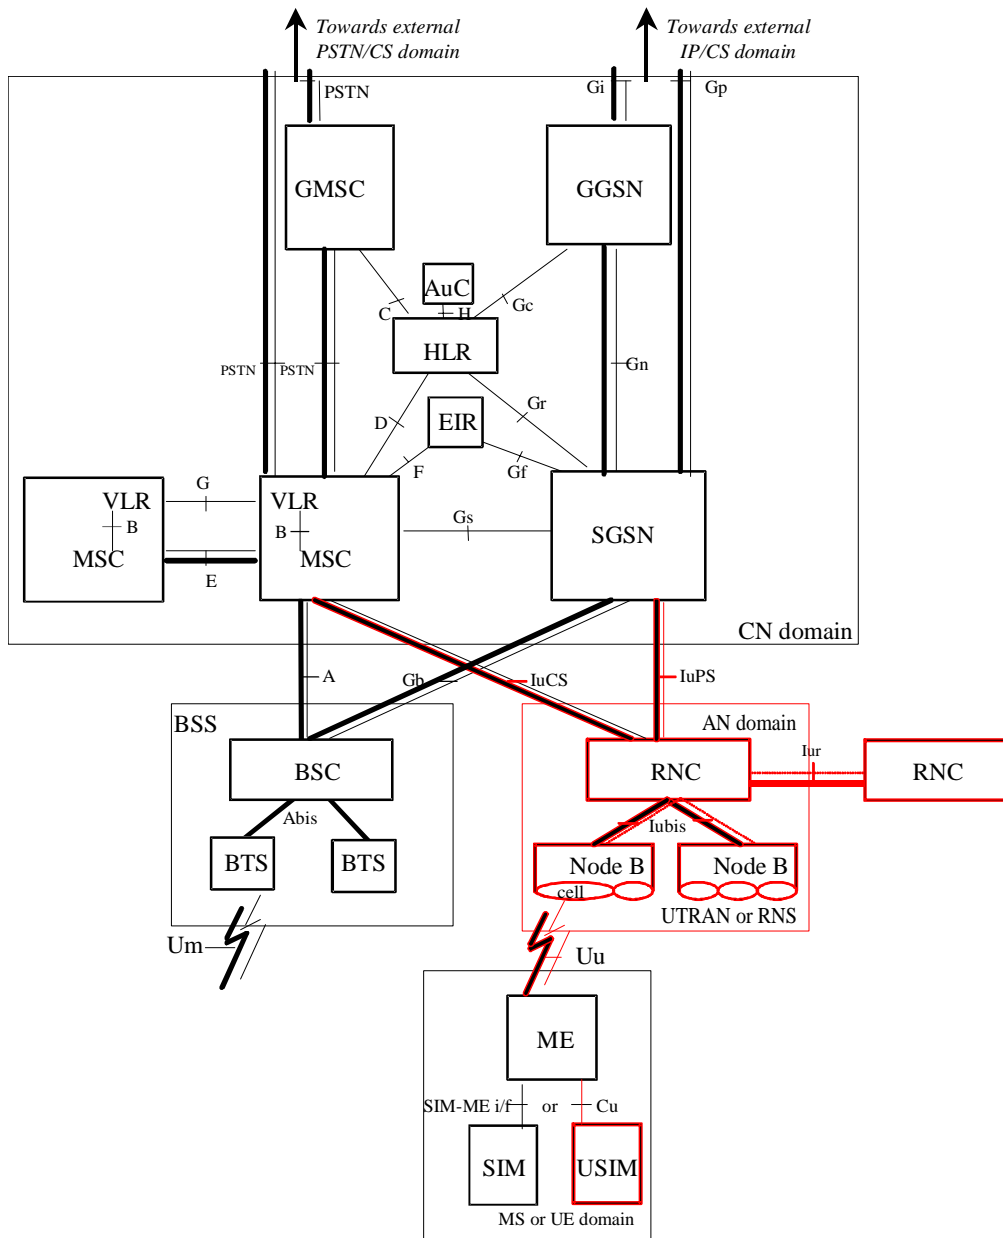 Towards external
PSTN/CS domain
Towards external
IP/CS domain
PSTN
Gi
Gp
GMSC
GGSN
AuC
C
H
Gc
HLR
PSTN
PSTN
Gn
D
EIR
Gr
F
Gf
G
VLR
B
MSC
E
VLR
B
MSC
Gs
SGSN
CN domain
A
Gb
IuCS
IuPS
BSS
AN domain
BSC
RNC
Iur
RNC
Abis
Iubis
BTS
BTS
Node B
Node B
cell
UTRAN or RNS
Um
Uu
ME
SIM-ME i/f
or
Cu
SIM
USIM
MS or UE domain